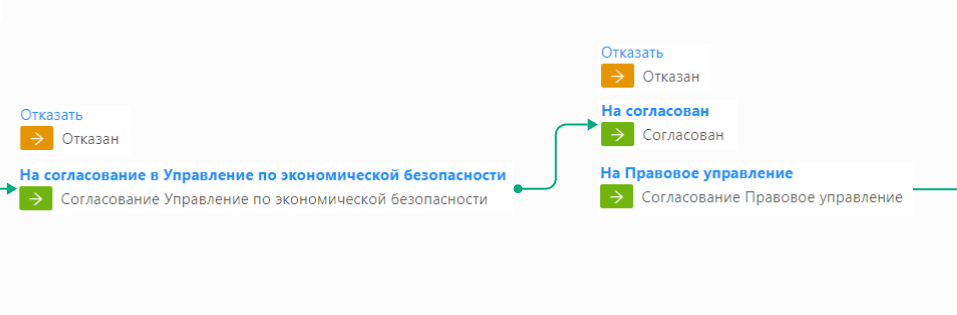 Отказать
Отказан
На согласование в Управление по экономической безопасности
Согласование Управление по экономической безопасности
Отказать
Отказан
На согласован
Согласован
На Правовое управление
Согласование Правовое управление